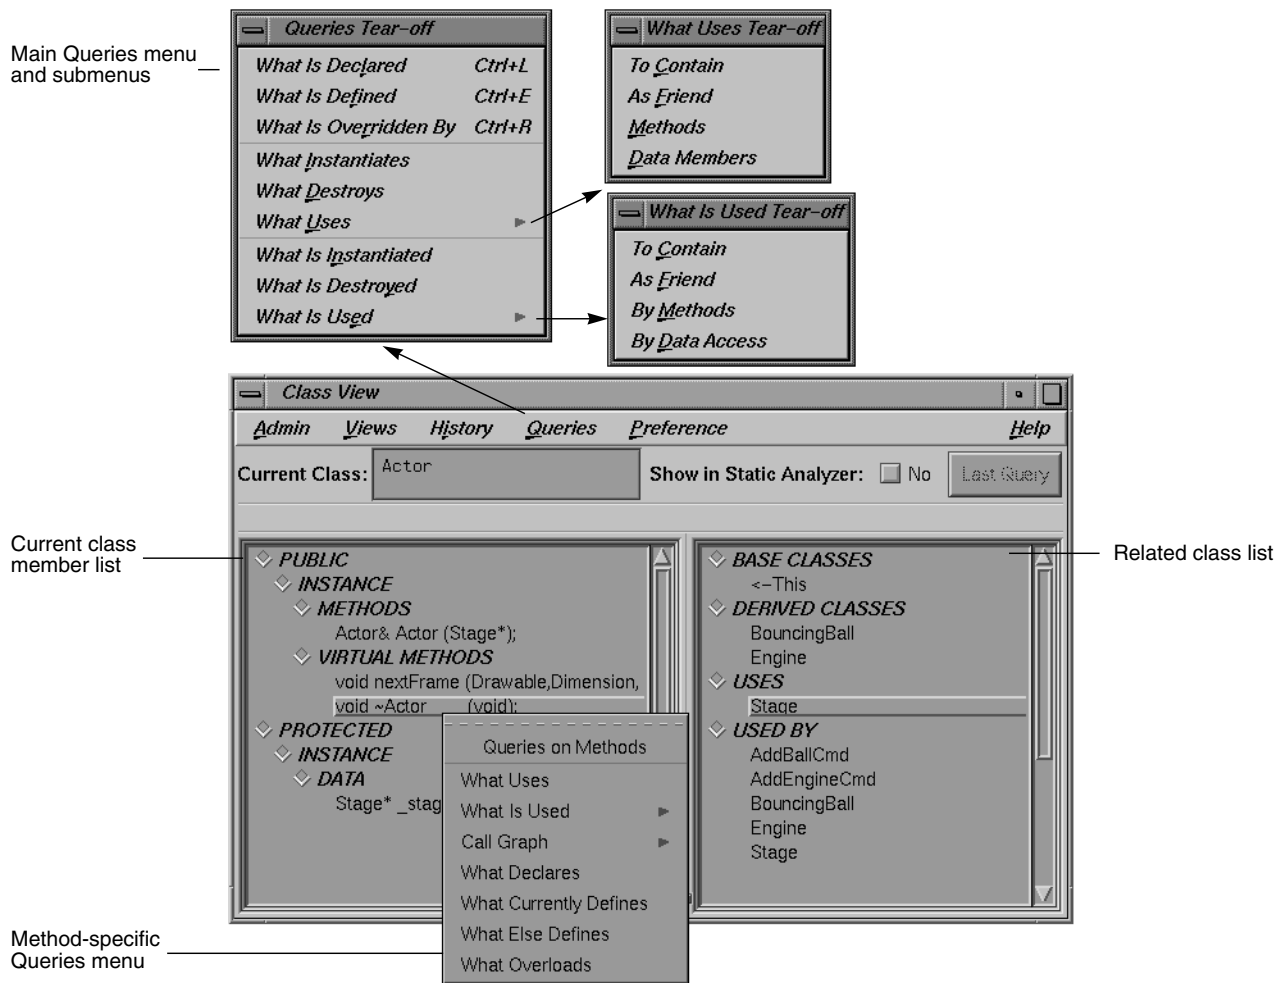 Main Queries menu
and submenus
Queries Tear-off
What Is Declared Ctrl+L
What Is Defined Ctrl+E
What Is Overridden By Ctrl+R
What Instantiates
What Destroys
What Uses
What Is Instantiated
What Is Destroyed
What Is Used
What Uses Tear-off
To Contain
As Friend
Methods
Data Members
What Is Used Tear-off
To Contain
As Friend
By Methods
By Data Access
Class View
Admin Views History Queries Preference Help
Current Class: Actor Show in Static Analyzer: No Last Query
Current class
member list
PUBLIC
INSTANCE
METHODS
Actor& Actor (Stage*);
VIRTUAL METHODS
void nextFrame (Drawable,Dimension,
void ~Actor (void);
PROTECTED
INSTANCE
DATA
Stage* _stag
Queries on Methods
What Uses
What Is Used
Call Graph
What Declares
What Currently Defines
What Else Defines
What Overloads
BASE CLASSES
<-This
DERIVED CLASSES
BouncingBall
Engine
USES
Stage
USED BY
AddBallCmd
AddEngineCmd
BouncingBall
Engine
Stage
Related class list
Method-specific
Queries menu